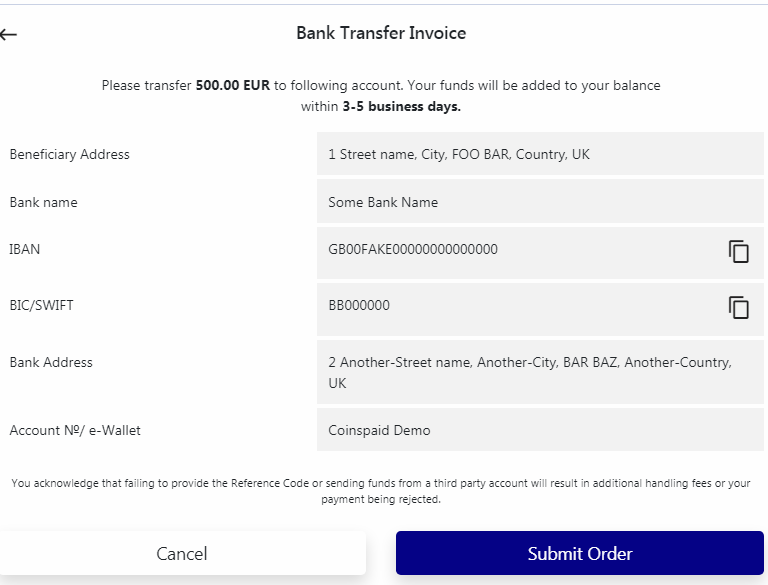 Bank Transfer Invoice
Please transfer 500.00 EUR to following account. Your funds will be added to your balance
within 3-5 business days.
Beneficiary Address
1 Street name, City, FOO BAR, Country, UK
Bank name
Some Bank Name
IBAN
GB00FAKE00000000000000
BIC/SWIFT
BB000000
Bank Address
2 Another-Street name, Another-City, BAR BAZ, Another-Country,
UK
Account №/ e-Wallet
Coinspaid Demo
You acknowledge that failing to provide the Reference Code or sending funds from a third party account will result in additional handling fees or your
payment being rejected.
Cancel
Submit Order